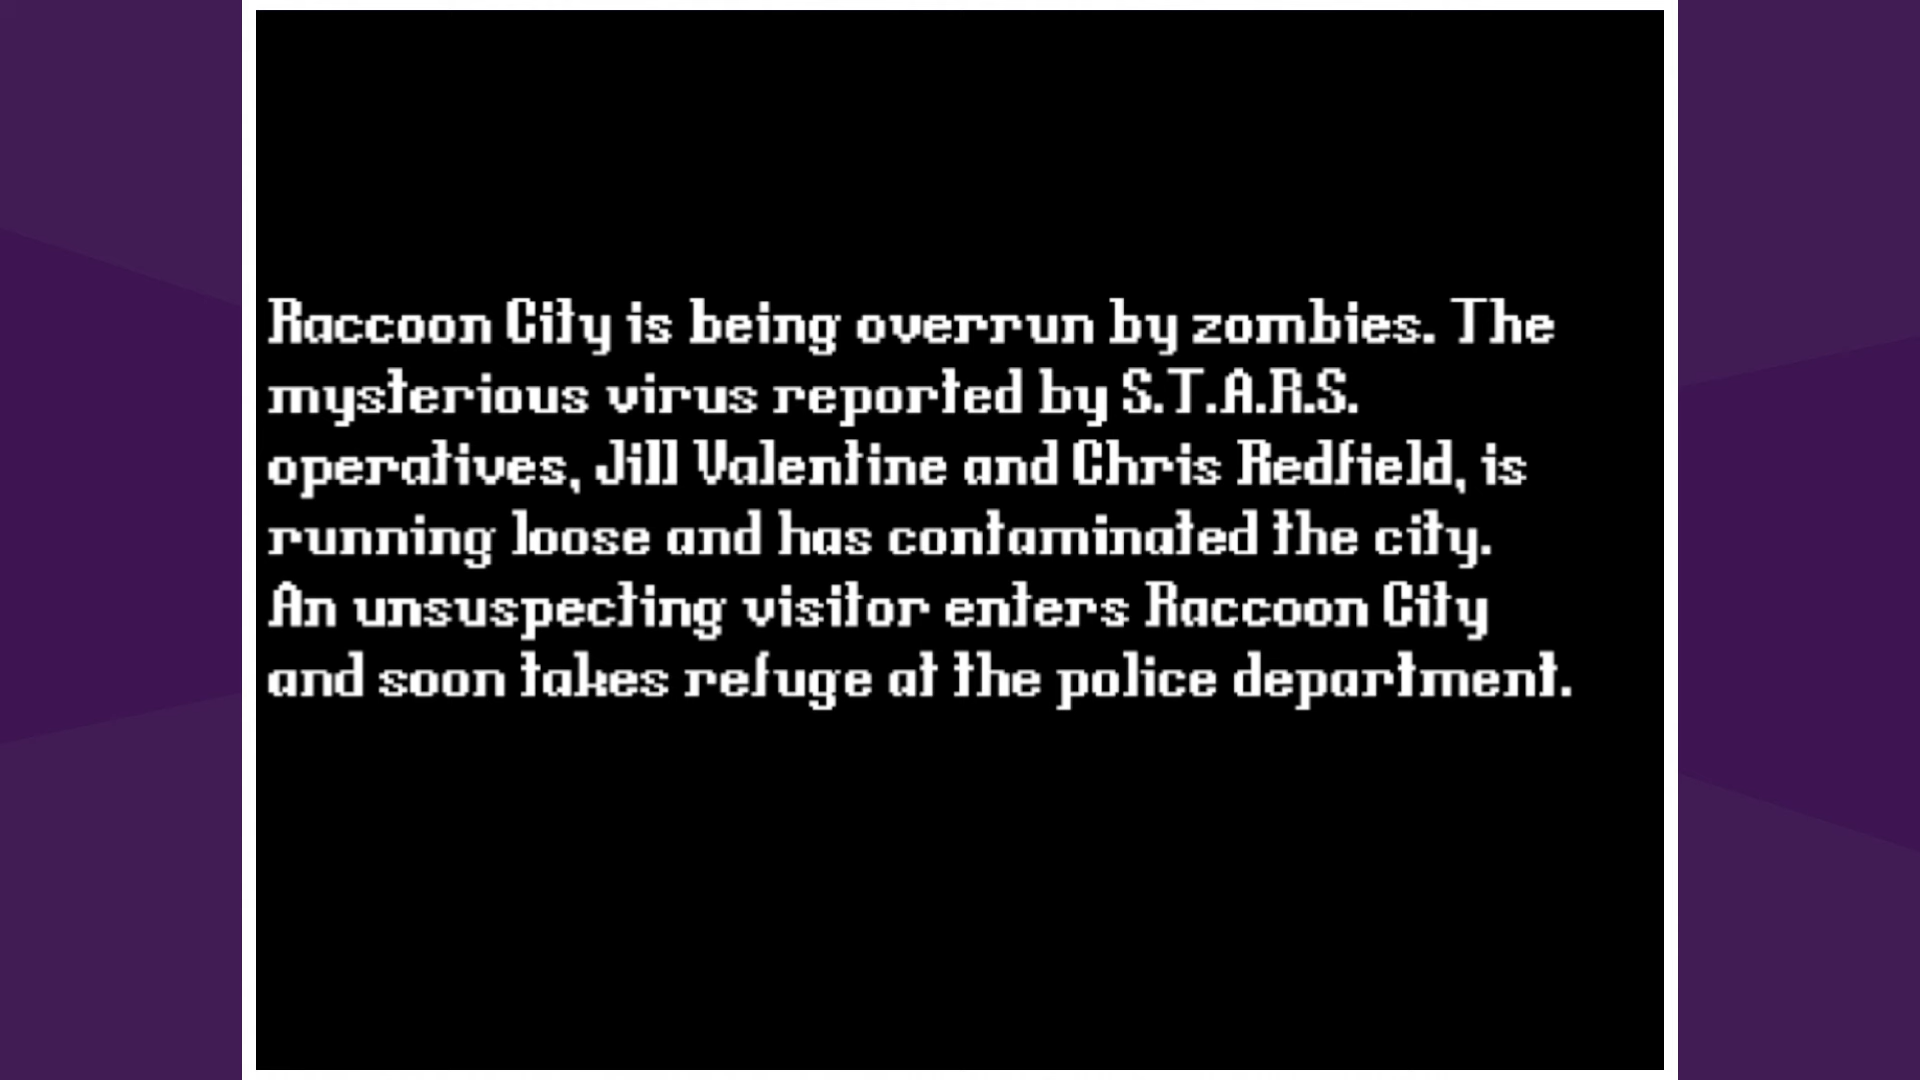 Raccoon City is being overrun by zombies. The
mysterious virus reported by S.T.A.R.S.
operatives, Jill Valentine and Chris Redfield, is
running loose and has contaminated the city.
An unsuspecting visitor enters Raccoon City
and soon takes refuge at the police department.